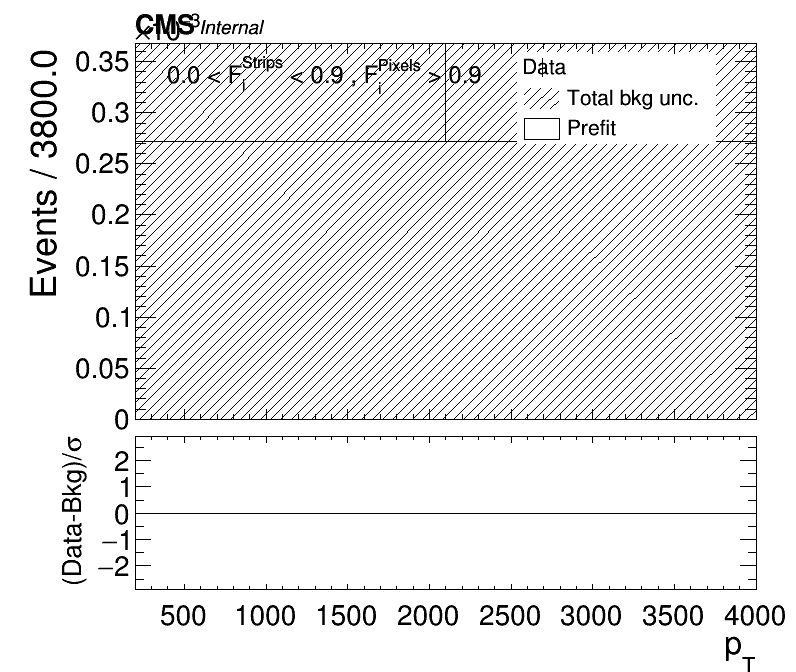 CMS Internal
×10³
0.35
0.3
0.25
0.2
0.15
0.1
0.05
0
Events / 3800.0
0.0 < F_i^Strips < 0.9 , F_i^Pixels > 0.9
Data
Total bkg unc.
Prefit
2
1
0
−1
−2
(Data-Bkg)/σ
500 1000 1500 2000 2500 3000 3500 4000
p_T